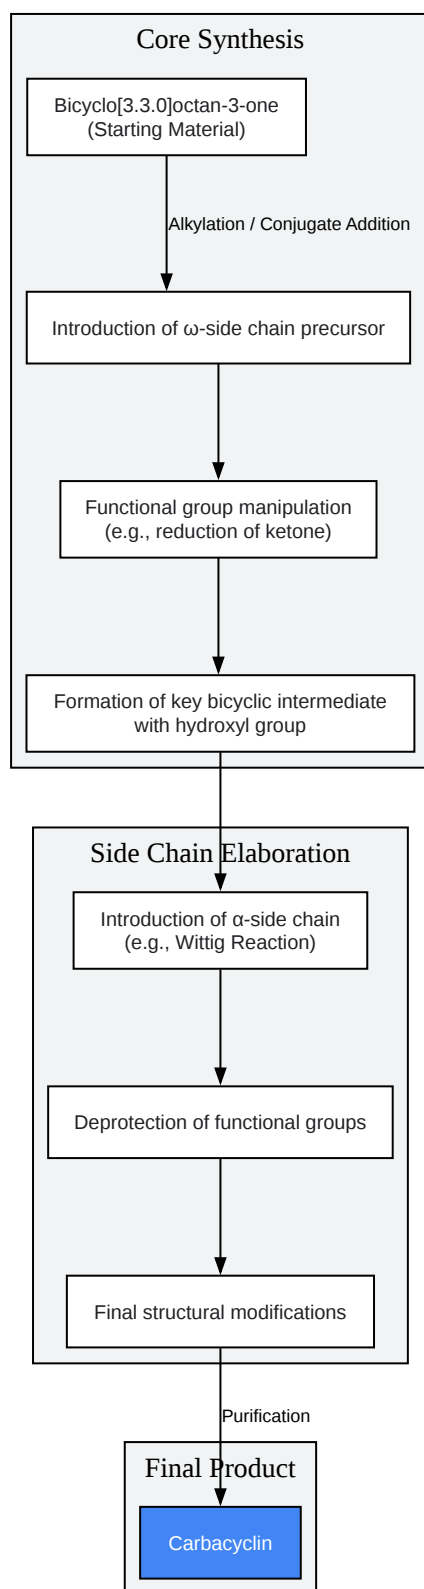 Core Synthesis
Bicyclo[3.3.0]octan-3-one
(Starting Material)
Alkylation / Conjugate Addition
Introduction of ω-side chain precursor
Functional group manipulation
(e.g., reduction of ketone)
Formation of key bicyclic intermediate
with hydroxyl group
Side Chain Elaboration
Introduction of α-side chain
(e.g., Wittig Reaction)
Deprotection of functional groups
Final structural modifications
Purification
Final Product
Carbacyclin